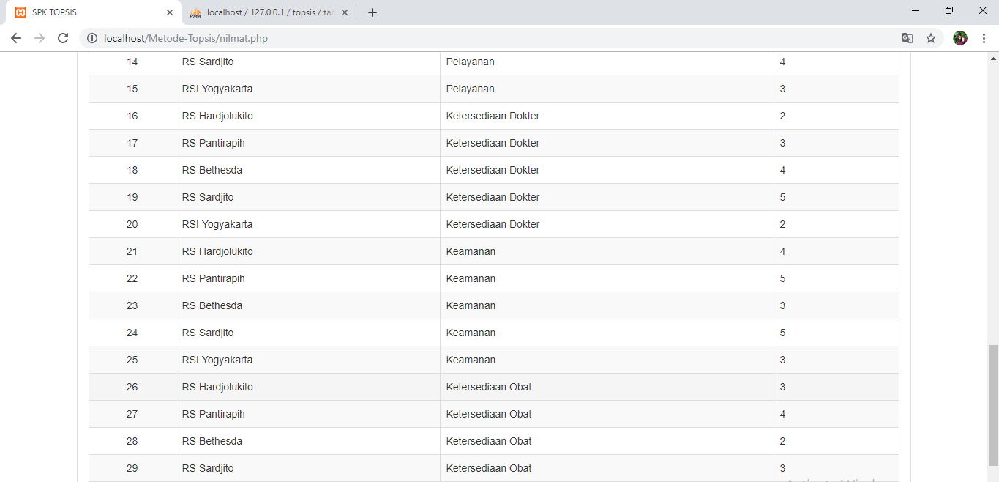 SPK TOPSIS
PMA localhost / 127.0.0.1 / topsis / tab
localhost/Metode-Topsis/nilmat.php
14 RS Sardjito Pelayanan 4
15 RSI Yogyakarta Pelayanan 3
16 RS Hardjolukito Ketersediaan Dokter 2
17 RS Pantirapih Ketersediaan Dokter 3
18 RS Bethesda Ketersediaan Dokter 4
19 RS Sardjito Ketersediaan Dokter 5
20 RSI Yogyakarta Ketersediaan Dokter 2
21 RS Hardjolukito Keamanan 4
22 RS Pantirapih Keamanan 5
23 RS Bethesda Keamanan 3
24 RS Sardjito Keamanan 5
25 RSI Yogyakarta Keamanan 3
26 RS Hardjolukito Ketersediaan Obat 3
27 RS Pantirapih Ketersediaan Obat 4
28 RS Bethesda Ketersediaan Obat 2
29 RS Sardjito Ketersediaan Obat 3